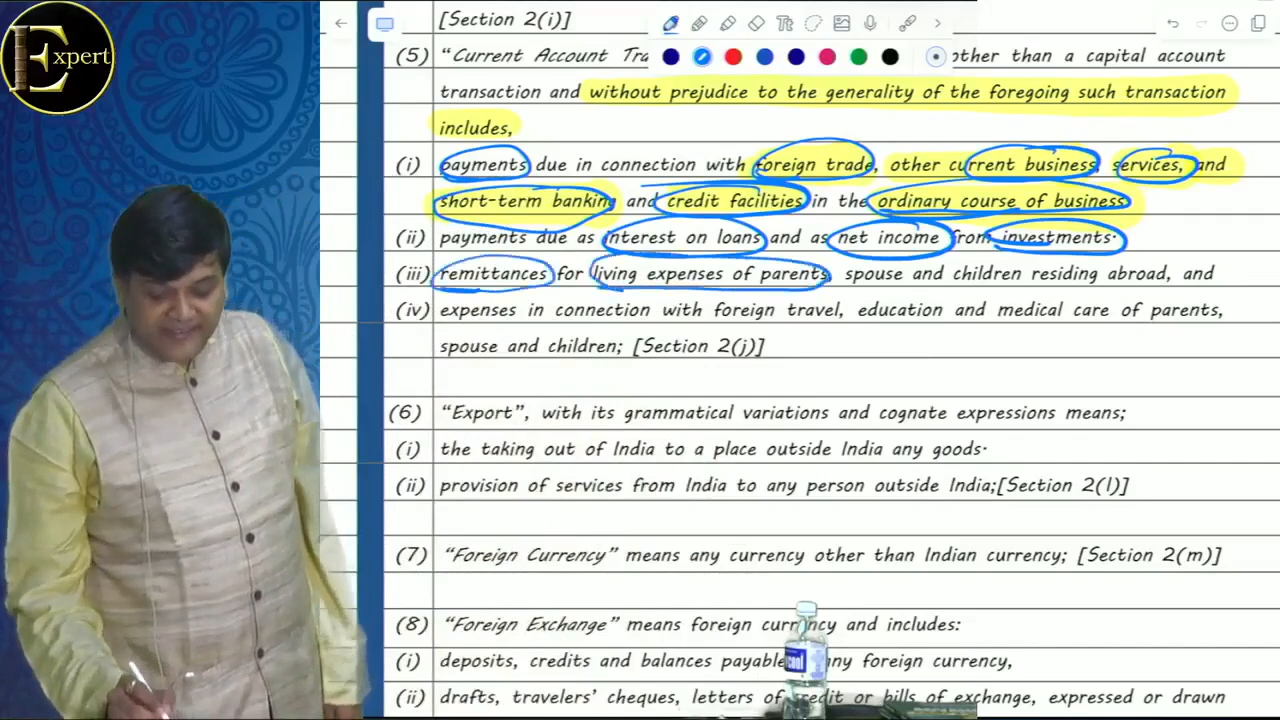 Expert
[Section 2(i)]
(5) "Current Account Tra other than a capital account
transaction and without prejudice to the generality of the foregoing such transaction
includes,
(i) payments due in connection with foreign trade, other current business, services, and
short-term banking and credit facilities in the ordinary course of business
(ii) payments due as interest on loans and as net income from investments.
(iii) remittances for living expenses of parents, spouse and children residing abroad, and
(iv) expenses in connection with foreign travel, education and medical care of parents,
spouse and children; [Section 2(j)]
(6) "Export", with its grammatical variations and cognate expressions means;
(i) the taking out of India to a place outside India any goods.
(ii) provision of services from India to any person outside India;[Section 2(l)]
(7) "Foreign Currency" means any currency other than Indian currency; [Section 2(m)]
(8) "Foreign Exchange" means foreign currency and includes:
(i) deposits, credits and balances payable any foreign currency,
(ii) drafts, travelers' cheques, letters of credit or bills of exchange, expressed or drawn